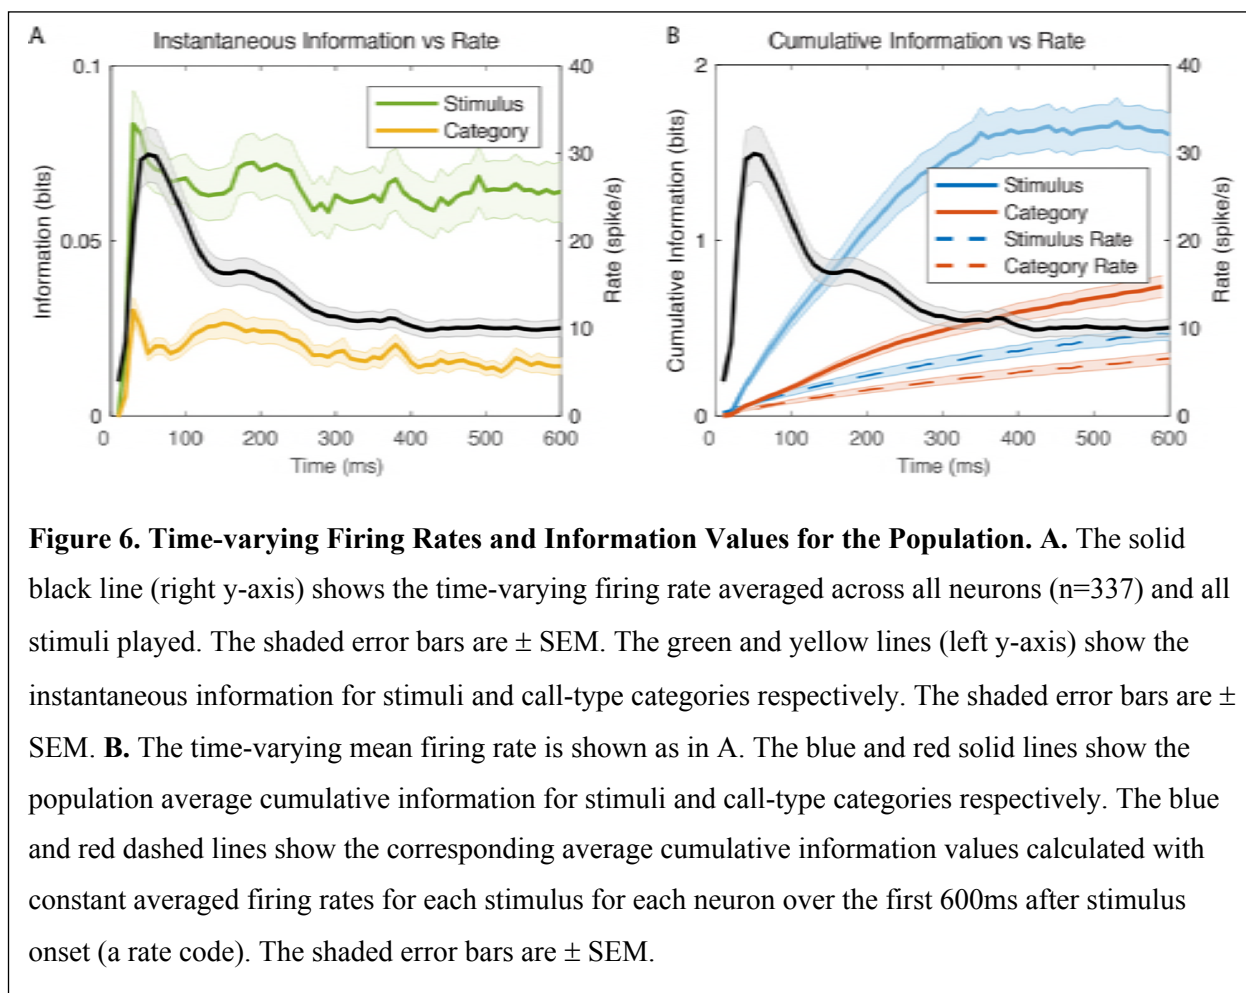 A
Instantaneous Information vs Rate
0.1
0.05
0
Information (bits)
40
30
20
10
0
Rate (spike/s)
Stimulus
Category
0
100
200
300
400
500
600
Time (ms)
B
Cumulative Information vs Rate
2
1
0
Cumulative Information (bits)
40
30
20
10
0
Rate (spike/s)
Stimulus
Category
Stimulus Rate
Category Rate
0
100
200
300
400
500
600
Time (ms)
Figure 6. Time-varying Firing Rates and Information Values for the Population. A. The solid
black line (right y-axis) shows the time-varying firing rate averaged across all neurons (n=337) and all
stimuli played. The shaded error bars are ± SEM. The green and yellow lines (left y-axis) show the
instantaneous information for stimuli and call-type categories respectively. The shaded error bars are ±
SEM. B. The time-varying mean firing rate is shown as in A. The blue and red solid lines show the
population average cumulative information for stimuli and call-type categories respectively. The blue
and red dashed lines show the corresponding average cumulative information values calculated with
constant averaged firing rates for each stimulus for each neuron over the first 600ms after stimulus
onset (a rate code). The shaded error bars are ± SEM.